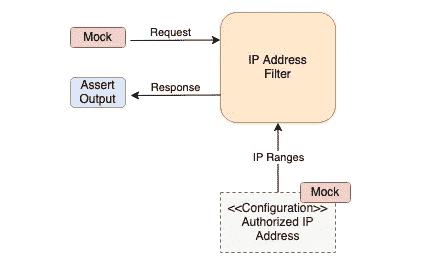 Mock
Request
IP Address
Filter
Assert
Output
Response
IP Ranges
Mock
<<Configuration>>
Authorized IP
Address